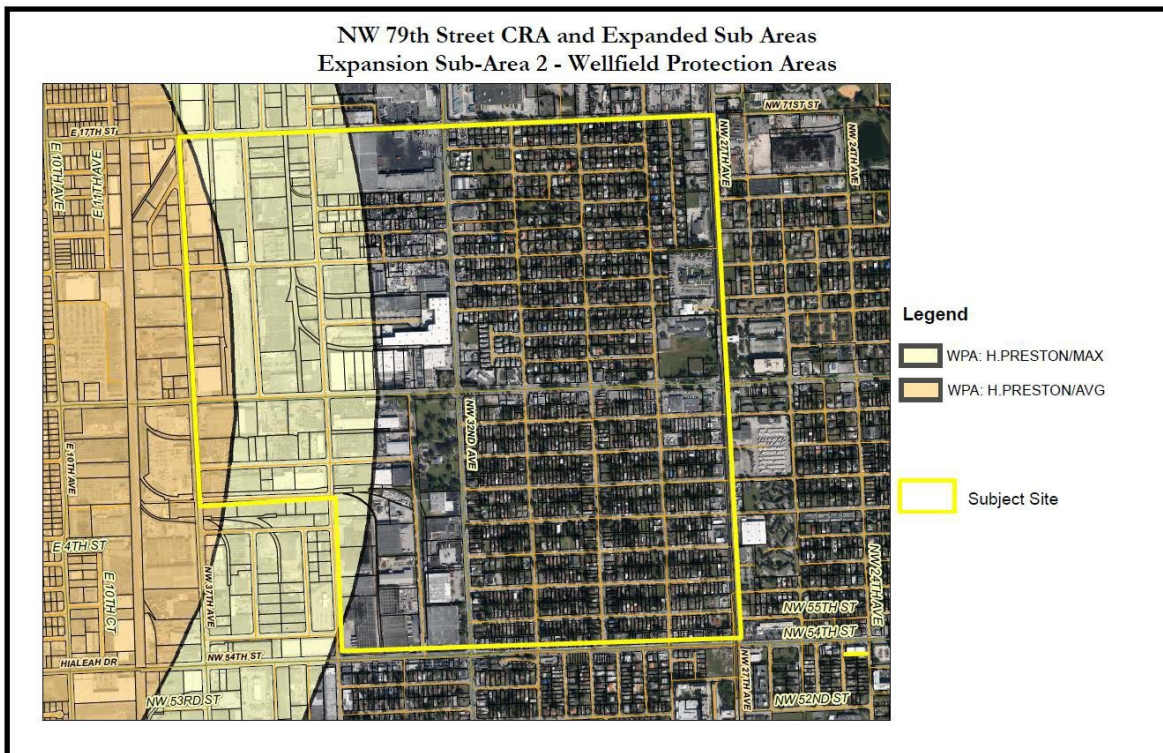 NW 79th Street CRA and Expanded Sub Areas
Expansion Sub-Area 2 - Wellfield Protection Areas
NW 71ST ST
E 17TH ST
E 10TH AVE
E 11TH AVE
NW 27TH AVE
NW 24TH AVE
Legend
WPA: H.PRESTON/MAX
WPA: H.PRESTON/AVG
NW 32ND AVE
E 10TH AVE
Subject Site
E 4TH ST
E 10TH CT
NW 37TH AVE
NW 24TH AVE
NW 55TH ST
NW 54TH ST
HIALEAH DR
NW 54TH ST
NW 27TH AVE
NW 53RD ST
NW 52ND ST